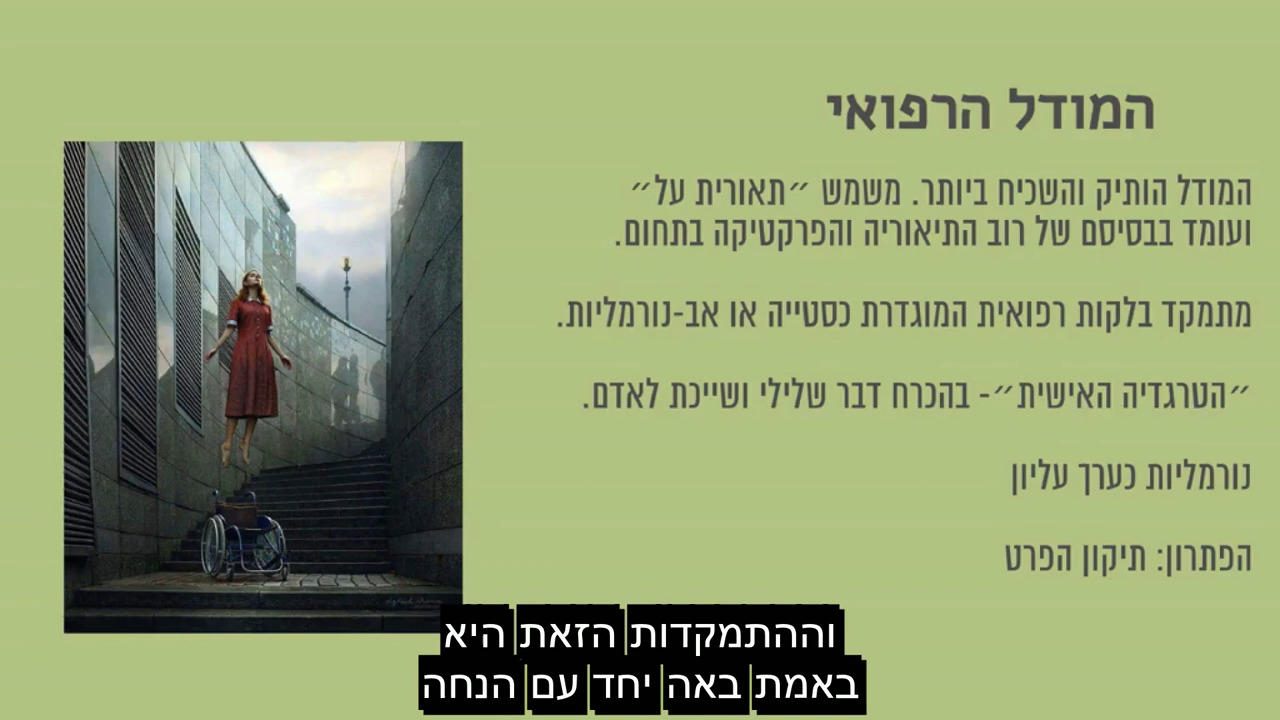 המודל הרפואי
המודל הותיק והשכיח ביותר. משמש ״תאורית על״
ועומד בבסיסם של רוב התיאוריה והפרקטיקה בתחום.
מתמקד בלקות רפואית המוגדרת כסטייה או אב-נורמליות.
״הטרגדיה האישית״- בהכרח דבר שלילי ושייכת לאדם.
נורמליות כערך עליון
הפתרון: תיקון הפרט
וההתמקדות הזאת היא
באמת באה יחד עם הנחה